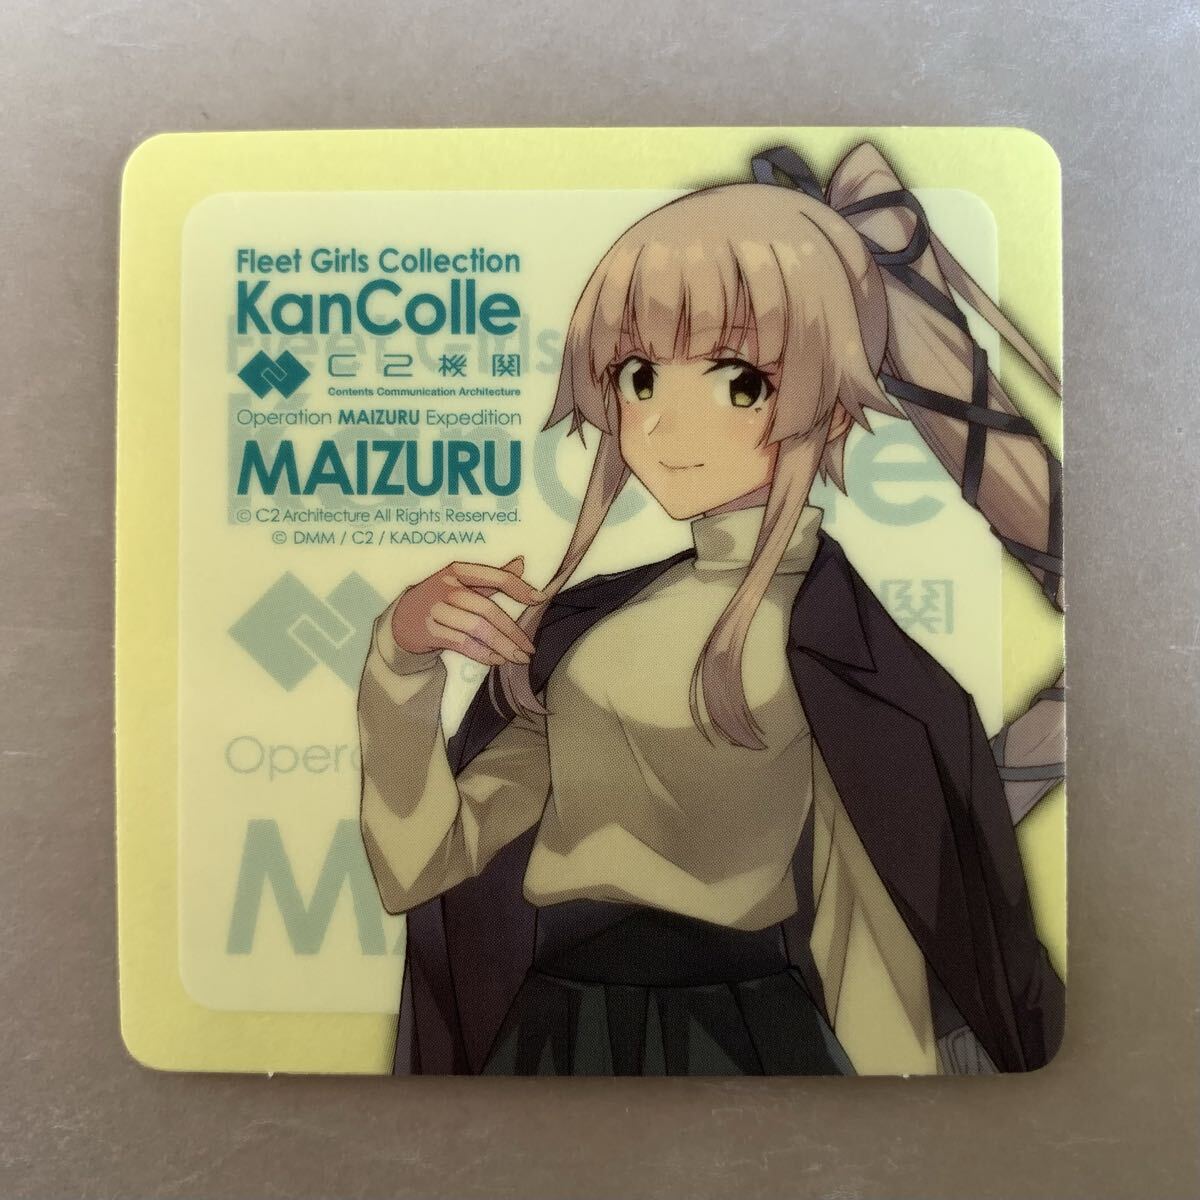 Fleet Girls Collection
KanColle
C2機関
Contents Communication Architecture
Operation MAIZURU Expedition
MAIZURU
© C2 Architecture All Rights Reserved.
© DMM / C2 / KADOKAWA